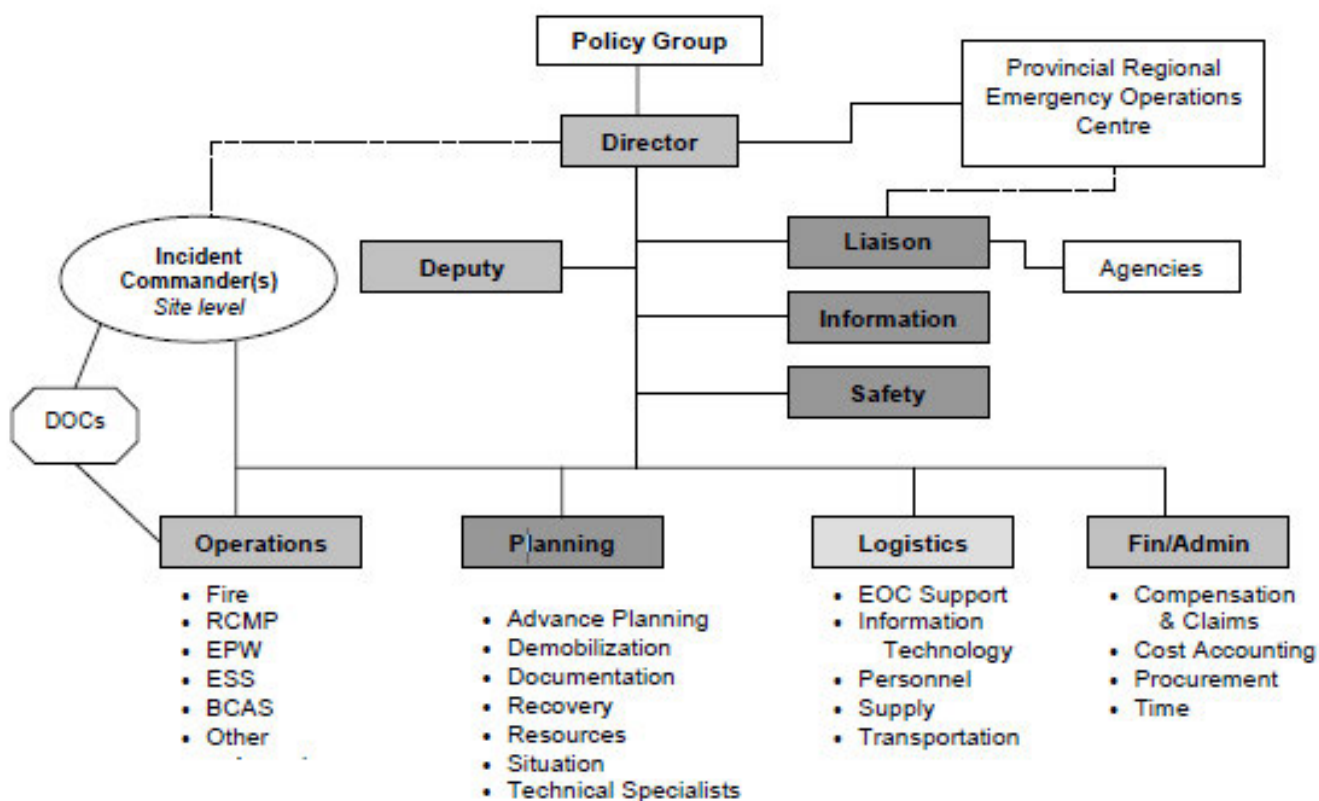 Policy Group
Provincial Regional
Emergency Operations
Centre
Director
Incident
Commander(s)
Site level
Deputy
Liaison
Agencies
Information
Safety
DOCs
Operations
• Fire
• RCMP
• EPW
• ESS
• BCAS
• Other
Planning
• Advance Planning
• Demobilization
• Documentation
• Recovery
• Resources
• Situation
• Technical Specialists
Logistics
• EOC Support
• Information
Technology
• Personnel
• Supply
• Transportation
Fin/Admin
• Compensation
& Claims
• Cost Accounting
• Procurement
• Time